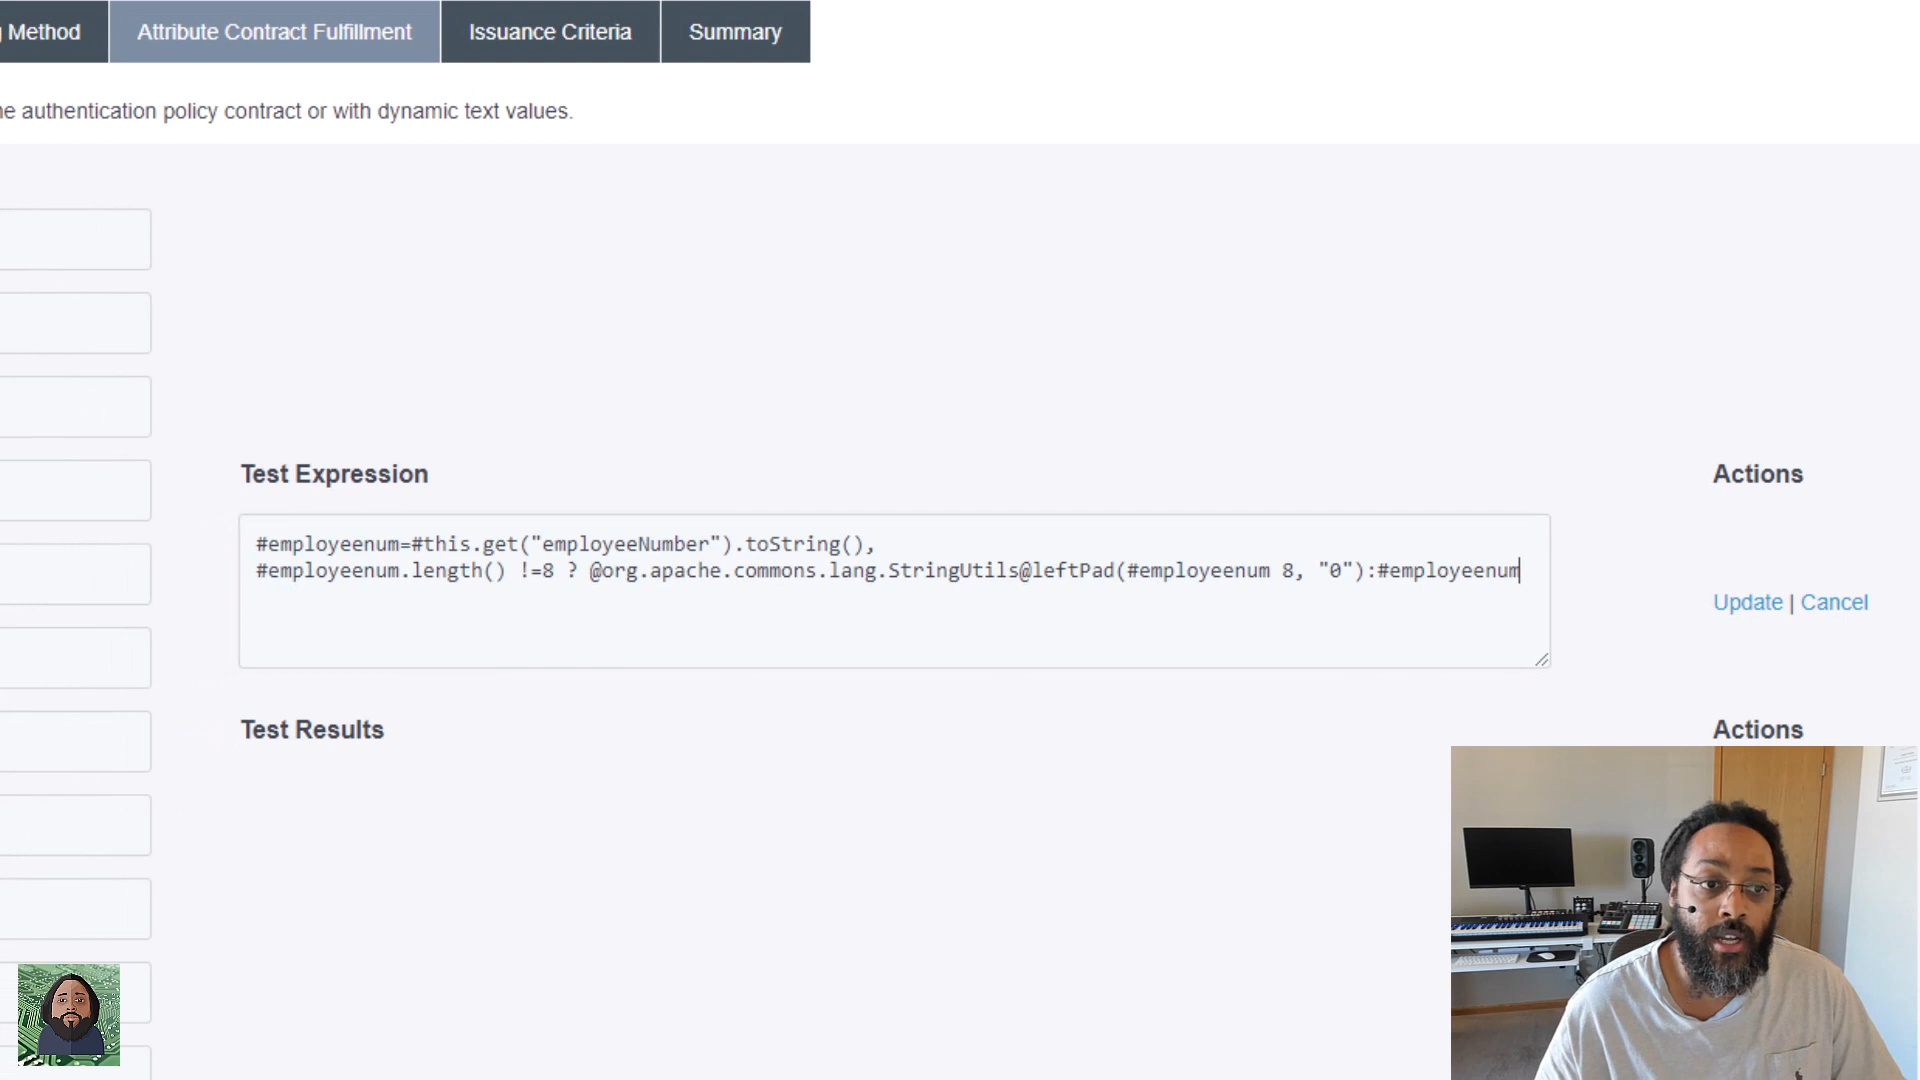 Method
Attribute Contract Fulfillment
Issuance Criteria
Summary
authentication policy contract or with dynamic text values.
Test Expression
Actions
#employeenum=#this.get("employeeNumber").toString(),
#employeenum.length() !=8 ? @org.apache.commons.lang.StringUtils@leftPad(#employeenum 8, "0"):#employeenum
Update | Cancel
Test Results
Actions